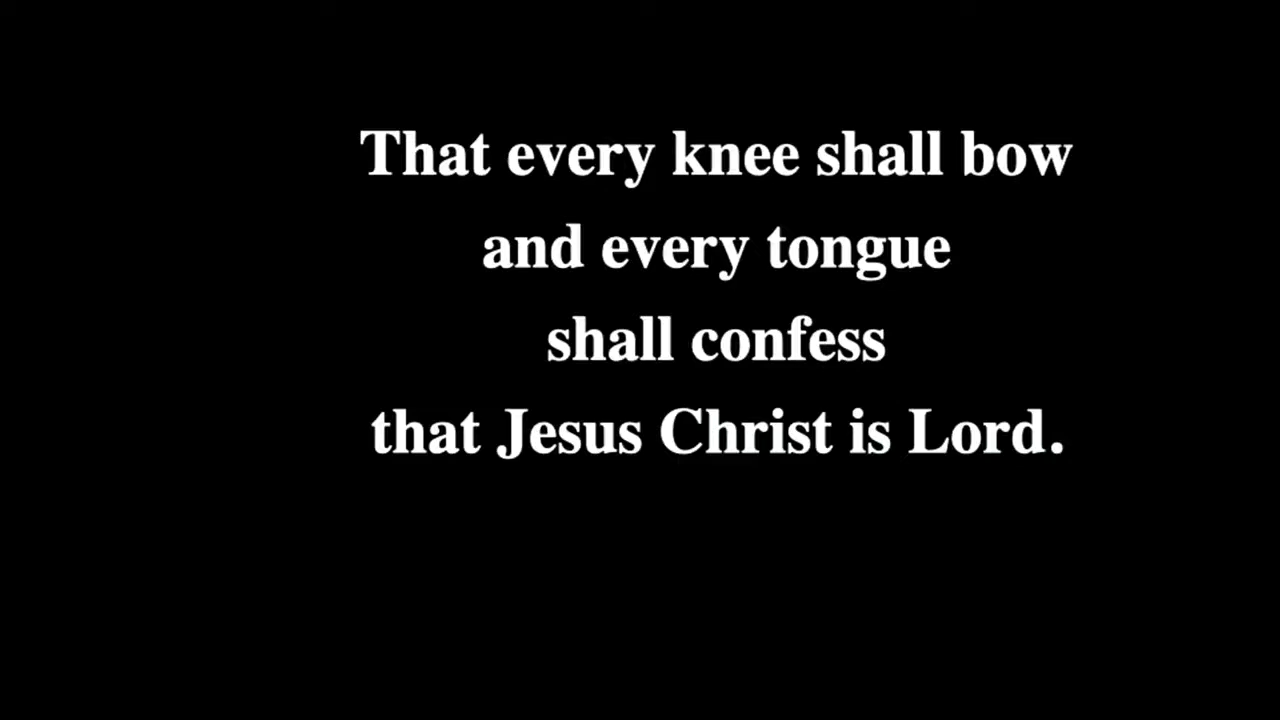 That every knee shall bow
and every tongue
shall confess
that Jesus Christ is Lord.